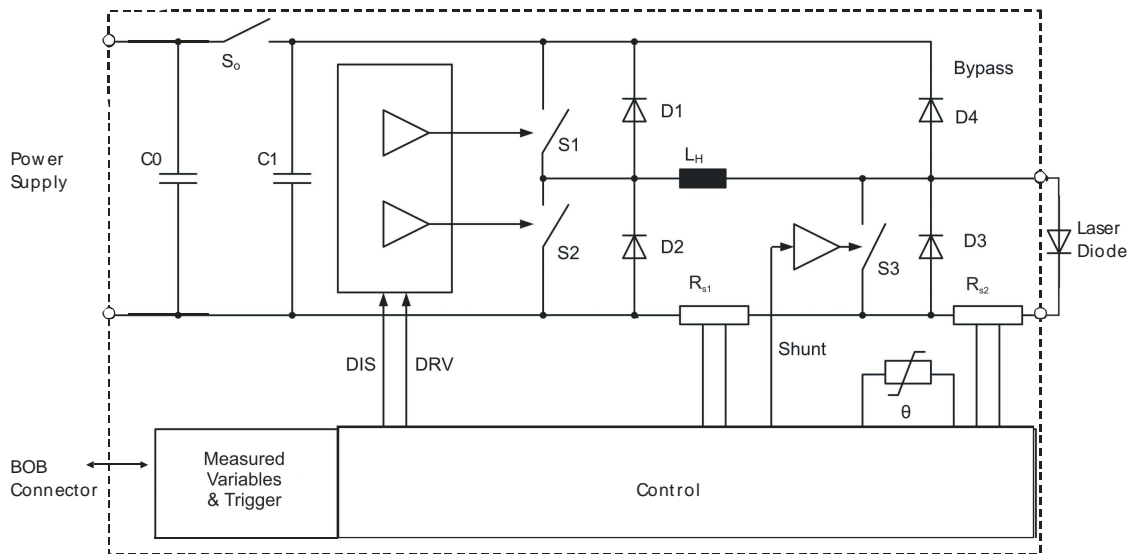 Bypass
S₀
D1
D4
S1
Power
Supply
C0
C1
L_H
S2
D2
S3
D3
Laser
Diode
R_s1
R_s2
DIS
DRV
Shunt
θ
BOB
Connector
Measured
Variables
& Trigger
Control